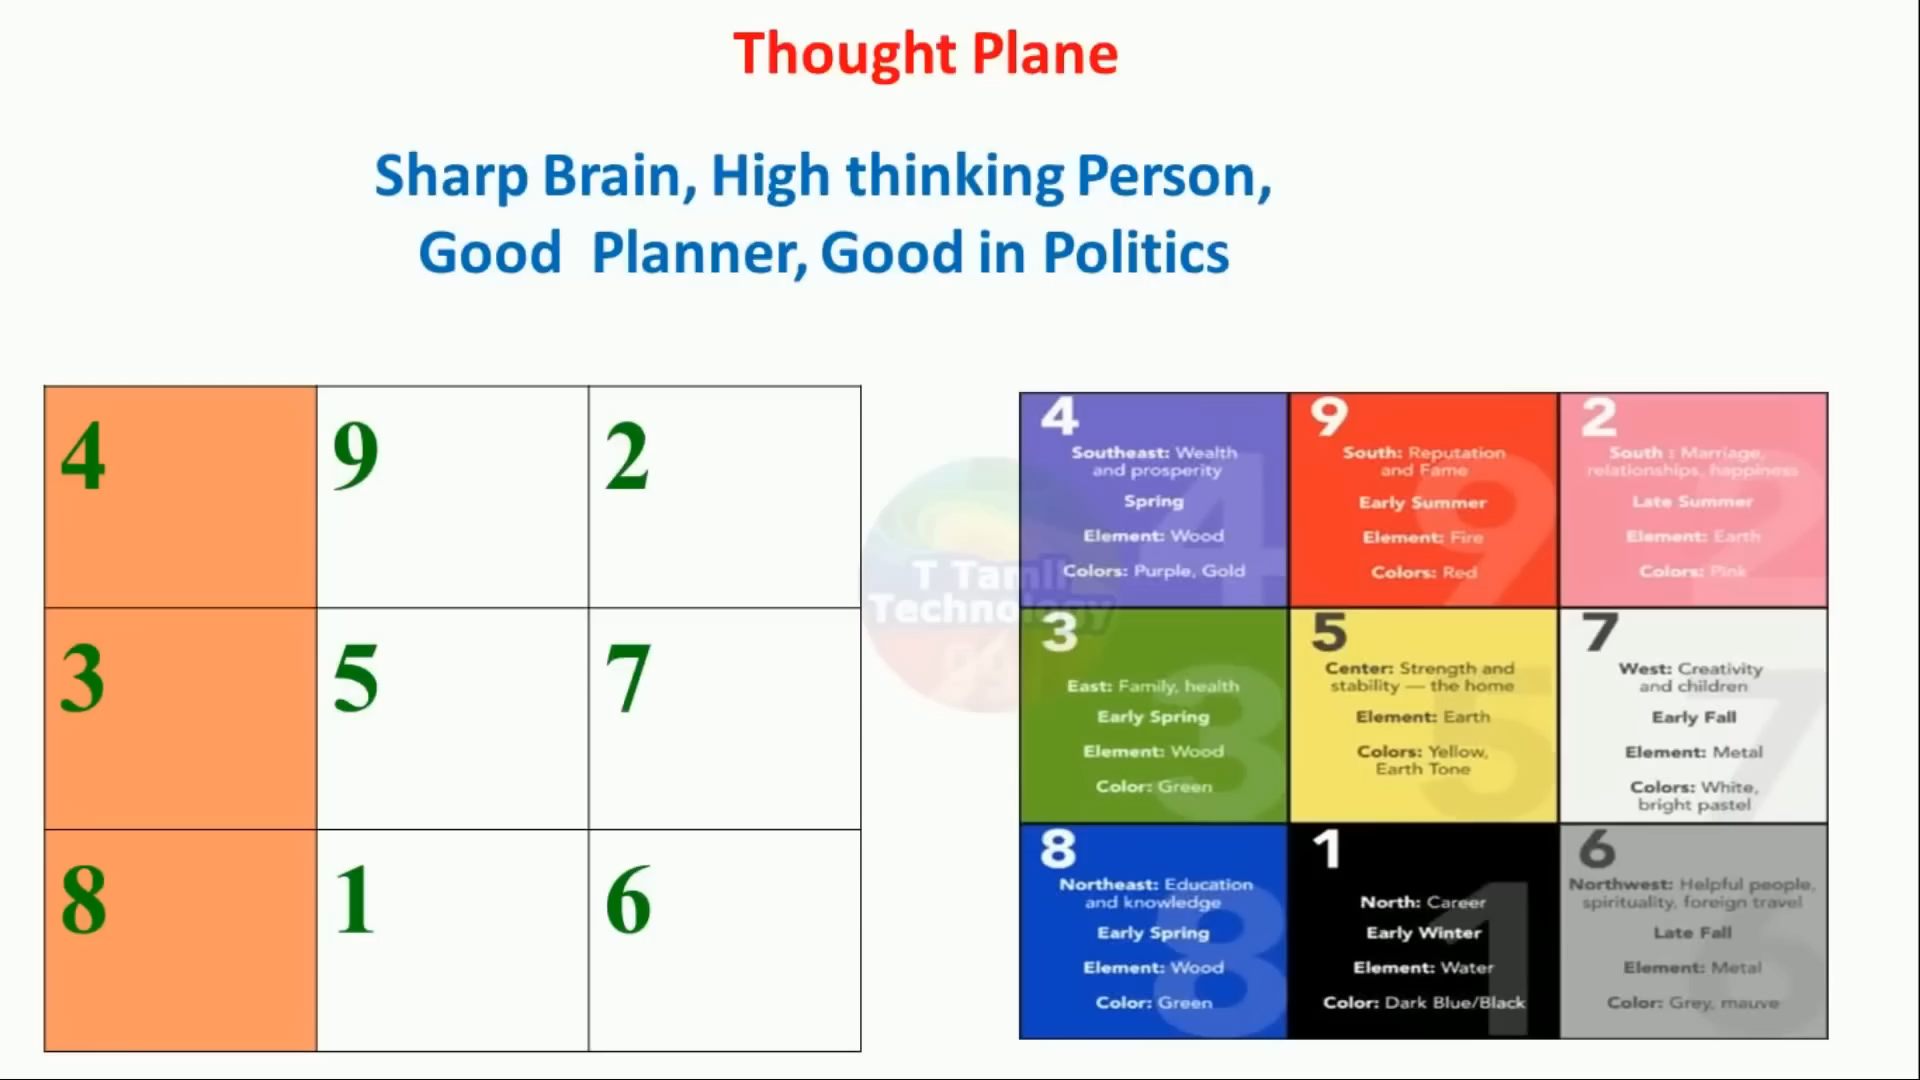 Thought Plane
Sharp Brain, High thinking Person,
Good Planner, Good in Politics
4 9 2
3 5 7
8 1 6
T Tamil
Technology
4
Southeast: Wealth
and prosperity
Spring
Element: Wood
Colors: Purple, Gold
9
South: Reputation
and Fame
Early Summer
Element: Fire
Colors: Red
2
South : Marriage,
relationships, happiness
Late Summer
Element: Earth
Colors: Pink
3
East: Family, health
Early Spring
Element: Wood
Color: Green
5
Center: Strength and
stability — the home
Element: Earth
Colors: Yellow,
Earth Tone
7
West: Creativity
and children
Early Fall
Element: Metal
Colors: White,
bright pastel
8
Northeast: Education
and knowledge
Early Spring
Element: Wood
Color: Green
1
North: Career
Early Winter
Element: Water
Color: Dark Blue/Black
6
Northwest: Helpful people,
spirituality, foreign travel
Late Fall
Element: Metal
Color: Grey, mauve